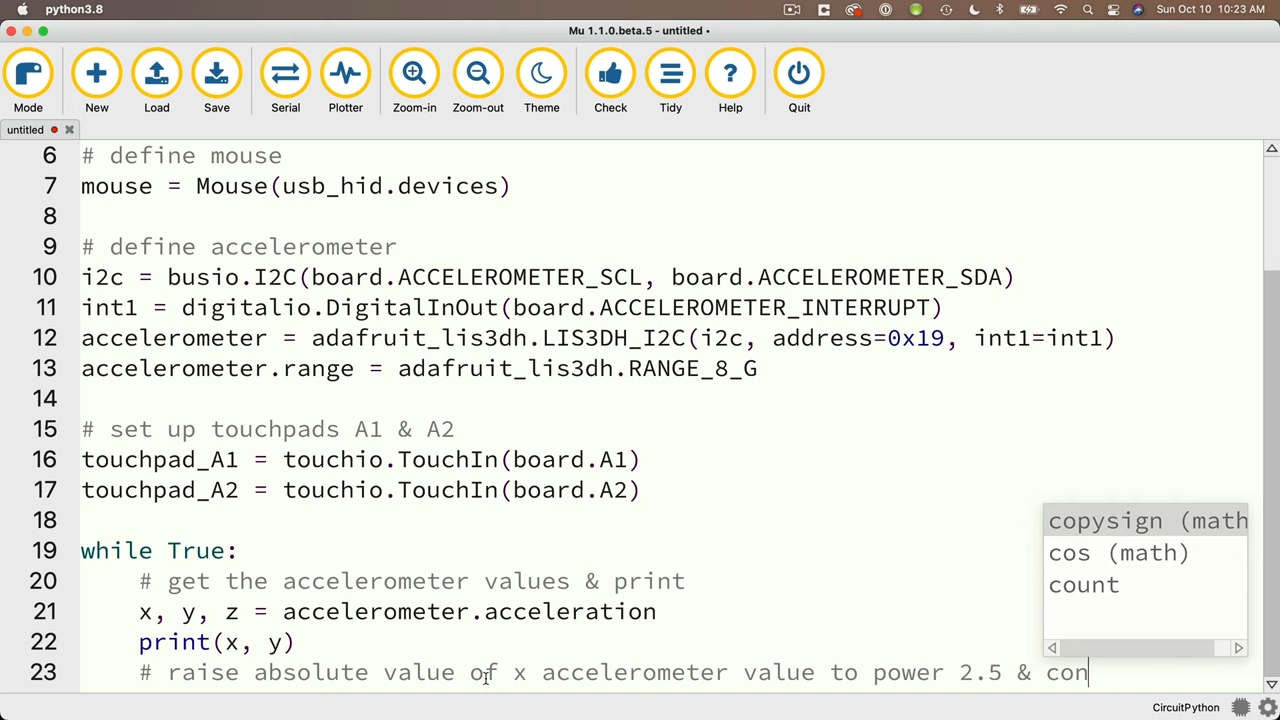 python3.8
Sun Oct 10 10:23 AM
Mu 1.1.0.beta.5 - untitled •
Mode New Load Save Serial Plotter Zoom-in Zoom-out Theme Check Tidy Help Quit
untitled
6 # define mouse
7 mouse = Mouse(usb_hid.devices)
8
9 # define accelerometer
10 i2c = busio.I2C(board.ACCELEROMETER_SCL, board.ACCELEROMETER_SDA)
11 int1 = digitalio.DigitalInOut(board.ACCELEROMETER_INTERRUPT)
12 accelerometer = adafruit_lis3dh.LIS3DH_I2C(i2c, address=0x19, int1=int1)
13 accelerometer.range = adafruit_lis3dh.RANGE_8_G
14
15 # set up touchpads A1 & A2
16 touchpad_A1 = touchio.TouchIn(board.A1)
17 touchpad_A2 = touchio.TouchIn(board.A2)
18
19 while True:
20 # get the accelerometer values & print
21 x, y, z = accelerometer.acceleration
22 print(x, y)
23 # raise absolute value of x accelerometer value to power 2.5 & con
copysign (math
cos (math)
count
CircuitPython